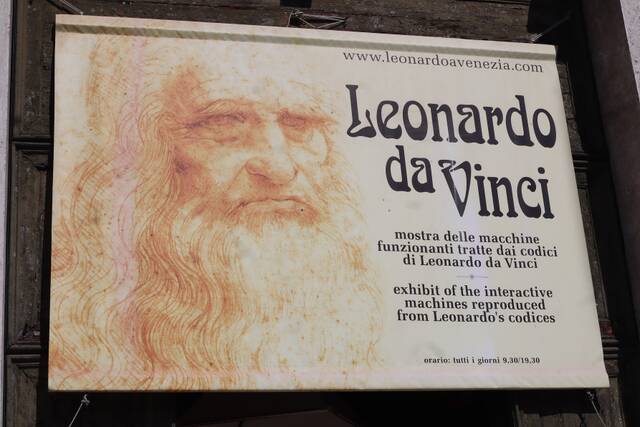 www.leonardoavenezia.com
Leonardo
da Vinci
mostra delle macchine
funzionanti tratte dai codici
di Leonardo da Vinci
exhibit of the interactive
machines reproduced
from Leonardo's codices
orario: tutti i giorni 9,30/19,30